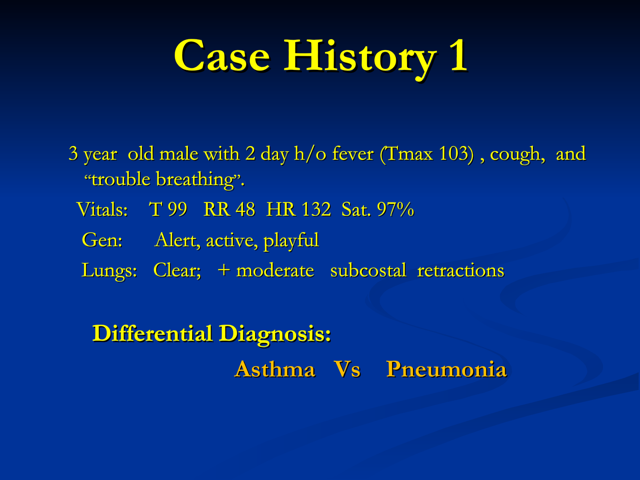 Case History 1
3 year old male with 2 day h/o fever (Tmax 103) , cough, and
“trouble breathing”.
Vitals: T 99 RR 48 HR 132 Sat. 97%
Gen: Alert, active, playful
Lungs: Clear; + moderate subcostal retractions
Differential Diagnosis:
Asthma Vs Pneumonia